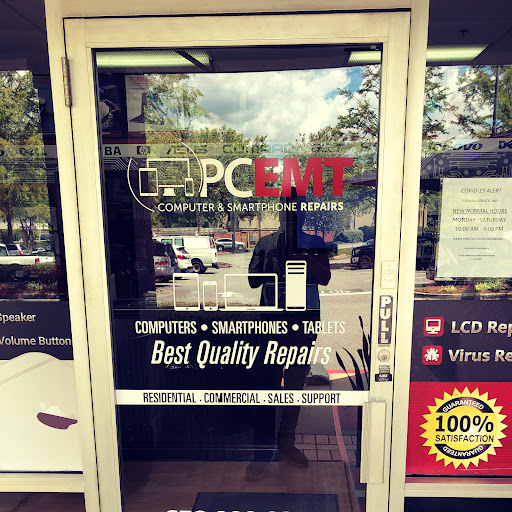 PCEMT
COMPUTER & SMARTPHONE REPAIRS
COMPUTERS • SMARTPHONES • TABLETS
Best Quality Repairs
RESIDENTIAL · COMMERCIAL · SALES · SUPPORT
PULL
Speaker
Volume Button
COVID-19 ALERT
NEW NORMAL HOURS
MONDAY - SATURDAY
10:00 AM - 6:00 PM
LCD Rep
Virus Re
GUARANTEED
100%
SATISFACTION
GUARANTEED